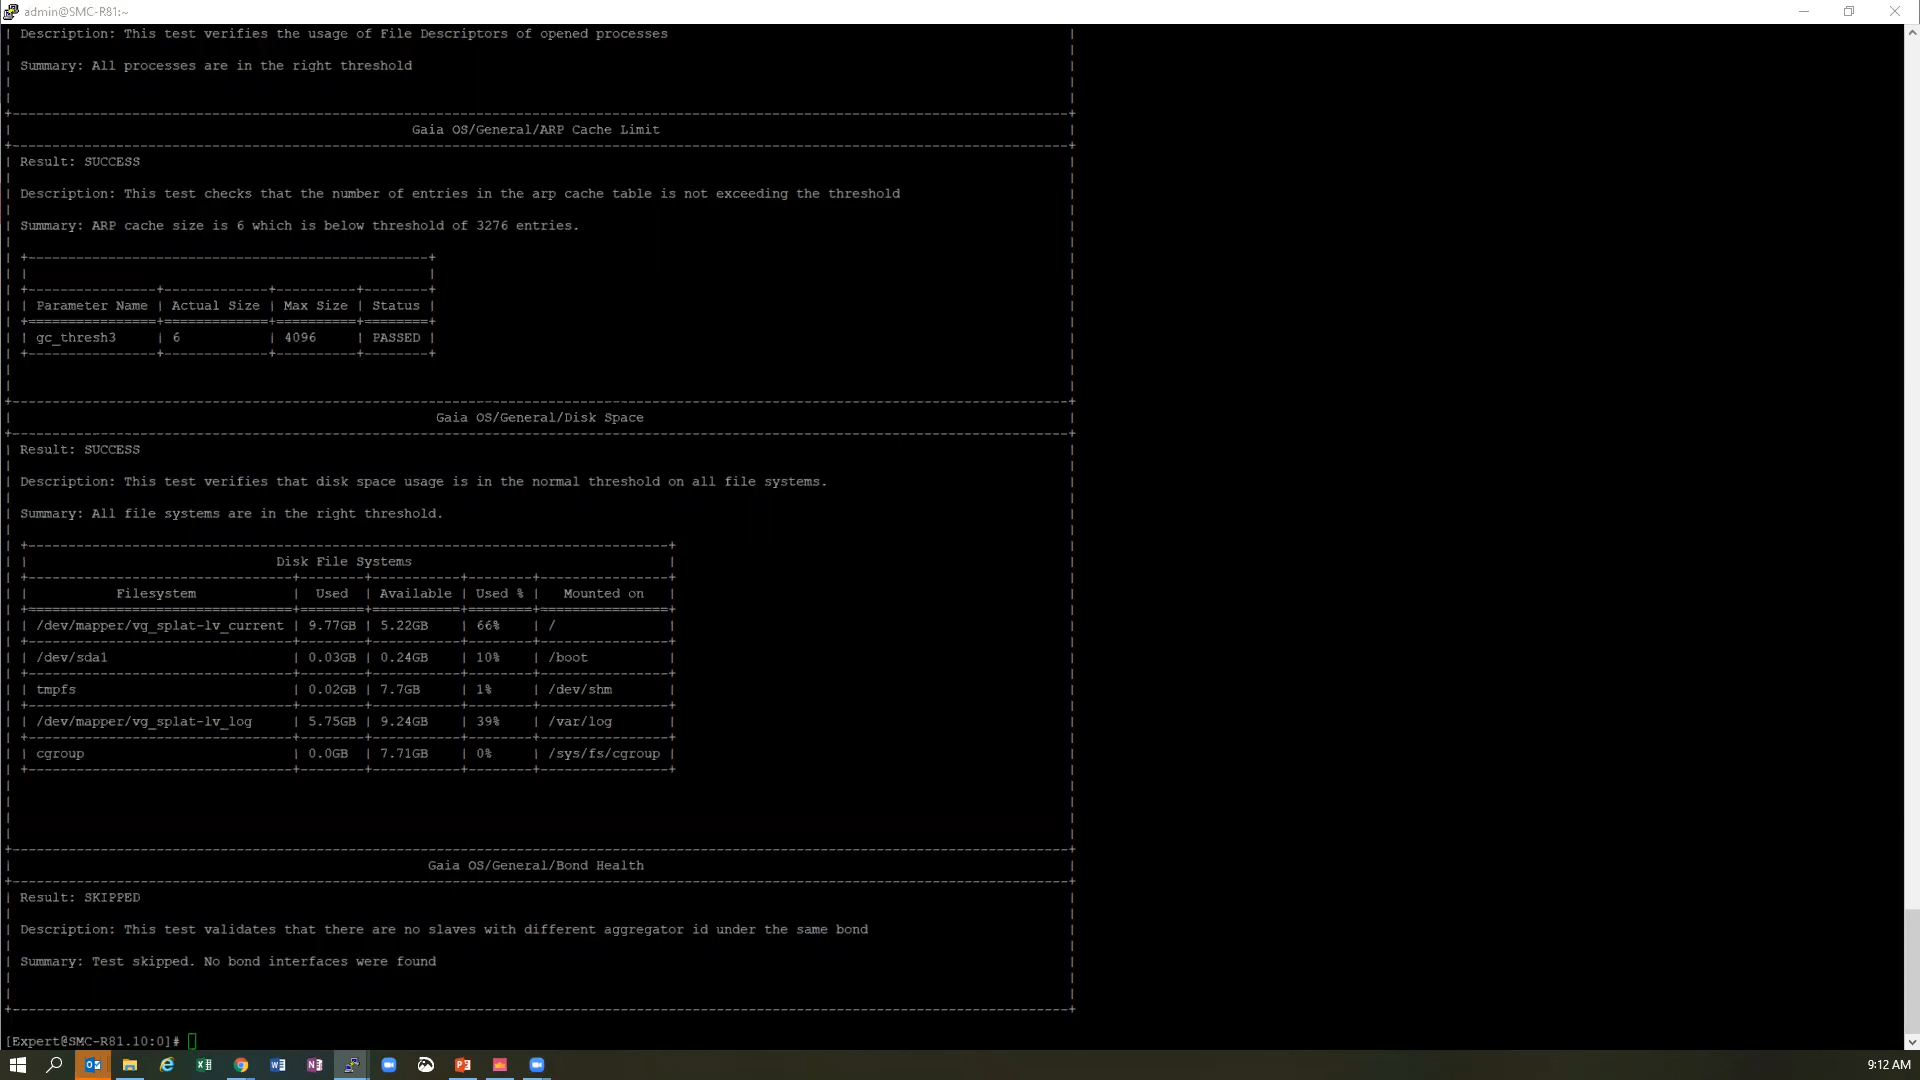 admin@SMC-R81:~
| Description: This test verifies the usage of File Descriptors of opened processes |
| Summary: All processes are in the right threshold |
Gaia OS/General/ARP Cache Limit
| Result: SUCCESS |
| Description: This test checks that the number of entries in the arp cache table is not exceeding the threshold |
| Summary: ARP cache size is 6 which is below threshold of 3276 entries. |
| Parameter Name | Actual Size | Max Size | Status |
| gc_thresh3 | 6 | 4096 | PASSED |
Gaia OS/General/Disk Space
| Result: SUCCESS |
| Description: This test verifies that disk space usage is in the normal threshold on all file systems. |
| Summary: All file systems are in the right threshold. |
| Disk File Systems |
| Filesystem | Used | Available | Used % | Mounted on |
| /dev/mapper/vg_splat-lv_current | 9.77GB | 5.22GB | 66% | / |
| /dev/sda1 | 0.03GB | 0.24GB | 10% | /boot |
| tmpfs | 0.02GB | 7.7GB | 1% | /dev/shm |
| /dev/mapper/vg_splat-lv_log | 5.75GB | 9.24GB | 39% | /var/log |
| cgroup | 0.0GB | 7.71GB | 0% | /sys/fs/cgroup |
Gaia OS/General/Bond Health
| Result: SKIPPED |
| Description: This test validates that there are no slaves with different aggregator id under the same bond |
| Summary: Test skipped. No bond interfaces were found |
[Expert@SMC-R81.10:0]#
9:12 AM